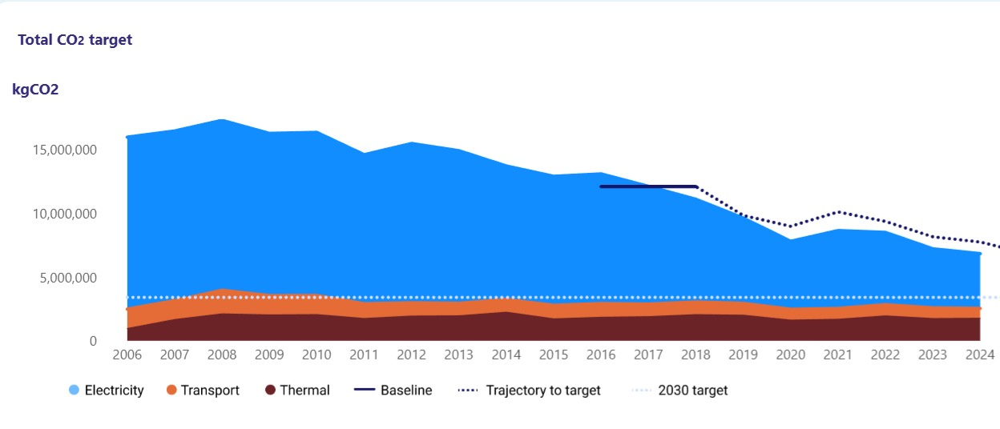 Total CO2 target
kgCO2
15,000,000
10,000,000
5,000,000
0
2006 2007 2008 2009 2010 2011 2012 2013 2014 2015 2016 2017 2018 2019 2020 2021 2022 2023 2024
Electricity Transport Thermal Baseline Trajectory to target 2030 target